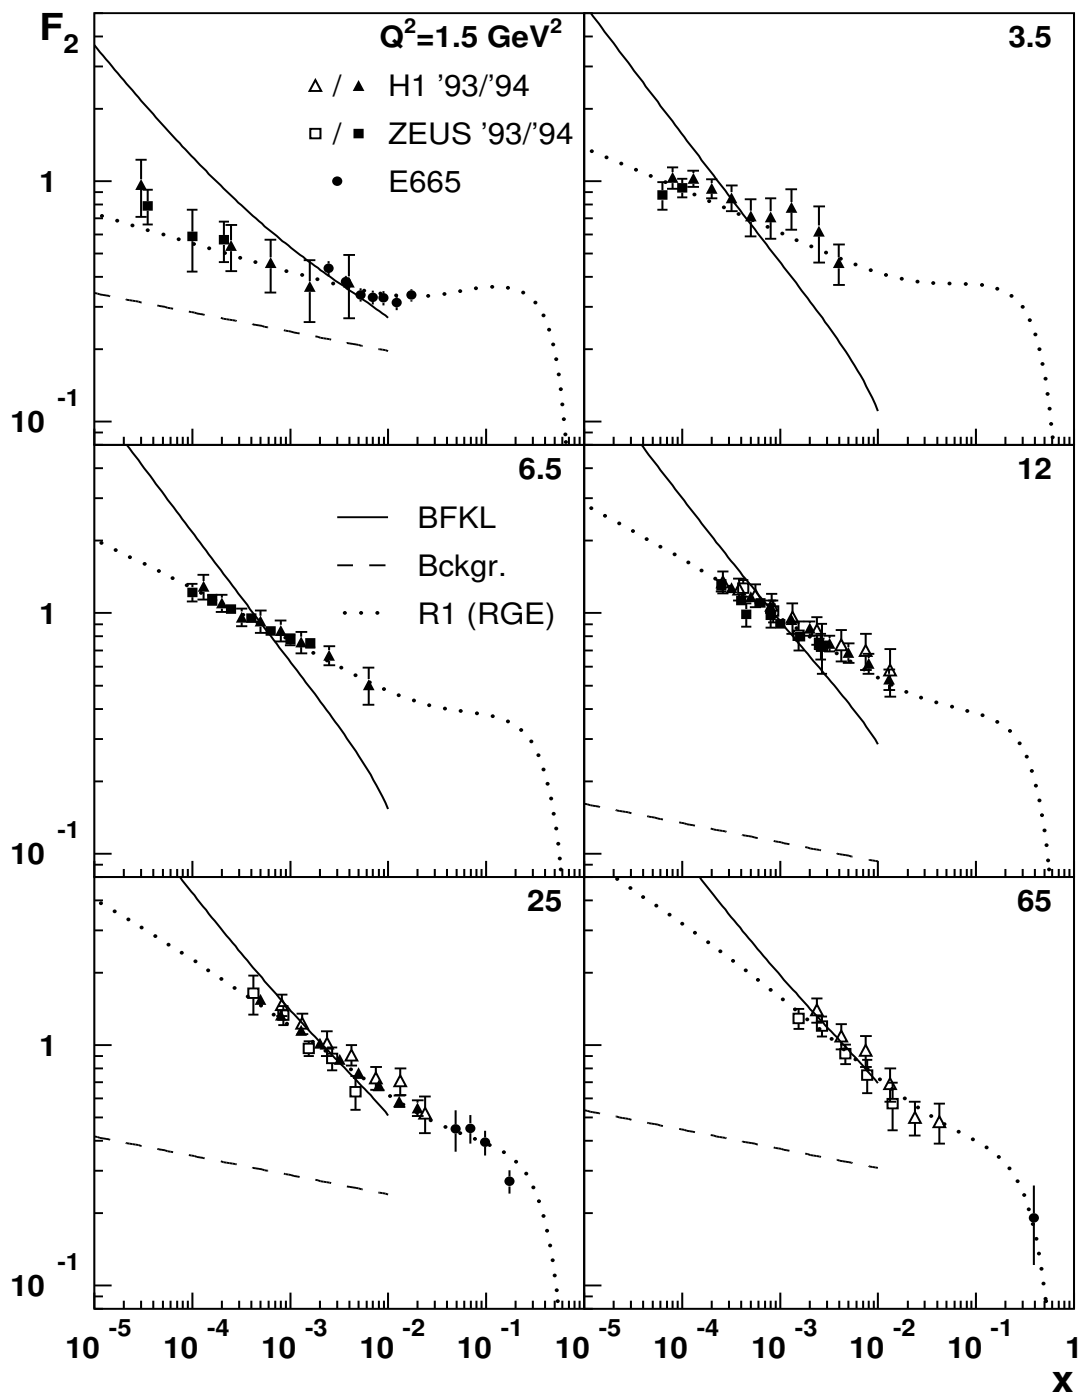 F₂
Q²=1.5 GeV²
3.5
△ / ▲ H1 '93/'94
□ / ■ ZEUS '93/'94
● E665
1
10⁻¹
6.5
12
BFKL
Bckgr.
R1 (RGE)
1
10⁻¹
25
65
1
10⁻¹
10⁻⁵ 10⁻⁴ 10⁻³ 10⁻² 10⁻¹ 10⁻⁵ 10⁻⁴ 10⁻³ 10⁻² 10⁻¹ 1
x